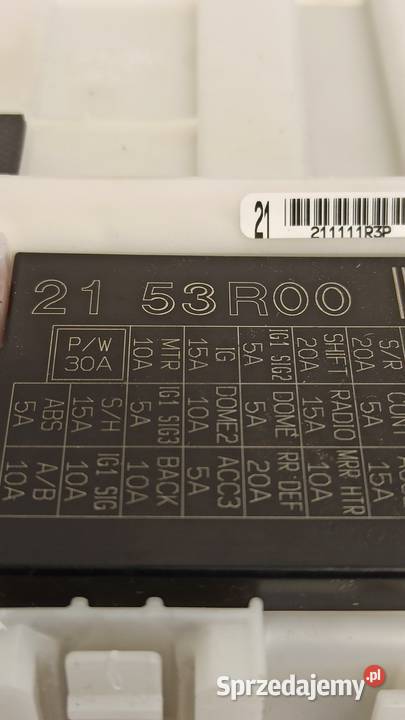 21
211111R3P
21 53R00
P/W
30A
MTR
10A
IG
15A
IG1 SIG2
5A
SHIFT
20A
S/R
20A
ABS
5A
S/H
15A
IG1 SIG3
5A
DOME2
10A
DOME
5A
RADIO
15A
CONT
5A
A/B
10A
IG1 SIG
10A
BACK
10A
ACC3
5A
RR DEF
20A
MRR HTR
10A
15A
Sprzedajemy.pl